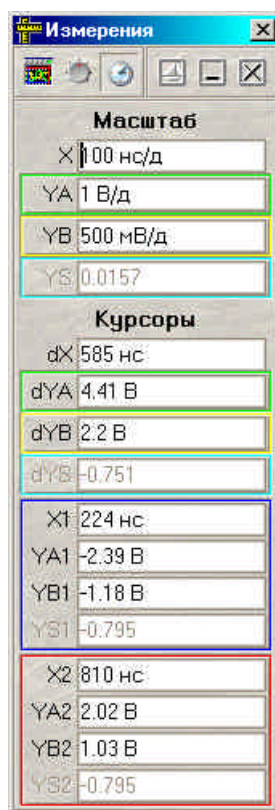 Измерения
Масштаб
X 100 нс/д
YA 1 В/д
YB 500 мВ/д
YS 0.0157
Курсоры
dX 585 нс
dYA 4.41 В
dYB 2.2 В
dYS -0.751
X1 224 нс
YA1 -2.39 В
YB1 -1.18 В
YS1 -0.795
X2 810 нс
YA2 2.02 В
YB2 1.03 В
YS2 -0.795